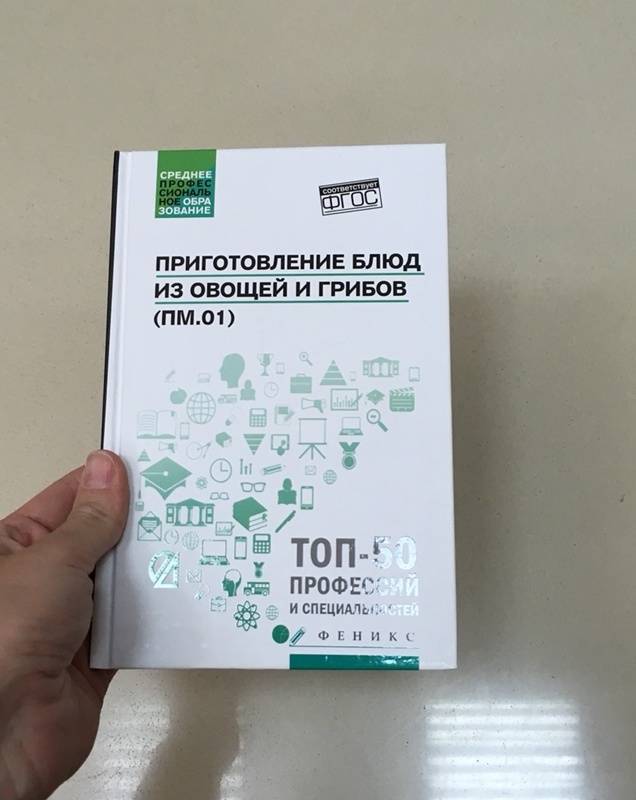 СРЕДНЕЕ
ПРОФЕС
СИОНАЛЬ
НОЕ ОБРА
ЗОВАНИЕ
соответствует
ФГОС
ПРИГОТОВЛЕНИЕ БЛЮД
ИЗ ОВОЩЕЙ И ГРИБОВ
(ПМ.01)
ТОП-50
ПРОФЕССИЙ
И СПЕЦИАЛЬНОСТЕЙ
ФЕНИКС